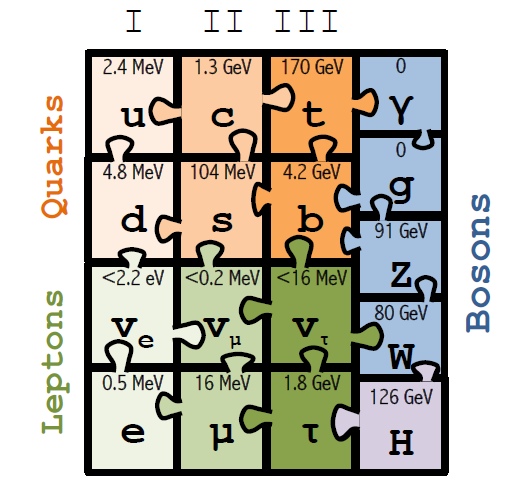 I II III
Quarks
2.4 MeV 1.3 GeV 170 GeV 0
u c t γ
4.8 MeV 104 MeV 4.2 GeV 0
d s b g
Leptons
<2.2 eV <0.2 MeV <16 MeV 91 GeV
νe νμ ντ Z
80 GeV
W
0.5 MeV 16 MeV 1.8 GeV 126 GeV
e μ τ H
Bosons